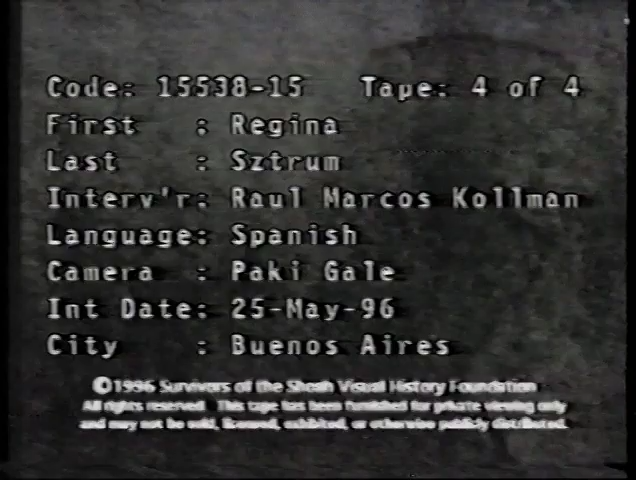 Code: 15538-15 Tape: 4 of 4
First : Regina
Last : Sztrum
Interv'r: Raul Marcos Kollman
Language: Spanish
Camera : Paki Gale
Int Date: 25-May-96
City : Buenos Aires
©1996 Survivors of the Shoah Visual History Foundation
All rights reserved. This tape has been furnished for private viewing only
and may not be sold, licensed, exhibited, or otherwise publicly distributed.